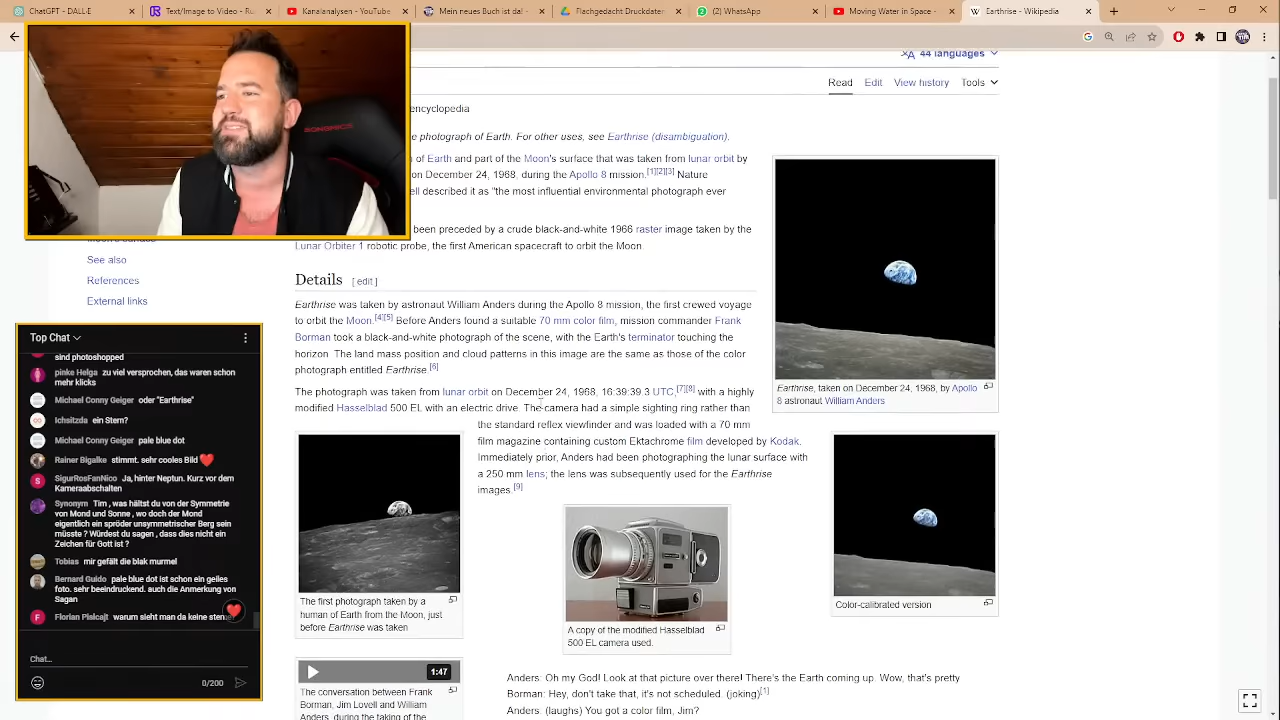 Text to Image to Video - Ru
YouTube
Mein neues Pudist.de! -
Pechschwarz Druckdateien -
(2) WhatsApp
Moving Water in Space!
Earthrise - Wikipedia
44 languages
Read Edit View history Tools
encyclopedia
e photograph of Earth. For other uses, see Earthrise (disambiguation).
of Earth and part of the Moon's surface that was taken from lunar orbit by
on December 24, 1968, during the Apollo 8 mission.[1][2][3] Nature
ell described it as "the most influential environmental photograph ever
been preceded by a crude black-and-white 1966 raster image taken by the
Lunar Orbiter 1 robotic probe, the first American spacecraft to orbit the Moon.
Moon's surface
See also
References
External links
Details [ edit ]
Earthrise was taken by astronaut William Anders during the Apollo 8 mission, the first crewed voyage
to orbit the Moon.[4][5] Before Anders found a suitable 70 mm color film, mission commander Frank
Borman took a black-and-white photograph of the scene, with the Earth's terminator touching the
horizon. The land mass position and cloud patterns in this image are the same as those of the color
photograph entitled Earthrise.[6]
The photograph was taken from lunar orbit on December 24, 1968, 16:39:39.3 UTC,[7][8] with a highly
modified Hasselblad 500 EL with an electric drive. The camera had a simple sighting ring rather than
the standard reflex viewfinder and was loaded with a 70 mm
film magazine containing custom Ektachrome film developed by Kodak.
Immediately prior, Anders had been photographing the lunar surface with
a 250 mm lens; the lens was subsequently used for the Earthrise
images.[9]
Earthrise, taken on December 24, 1968, by Apollo
8 astronaut William Anders
The first photograph taken by a
human of Earth from the Moon, just
before Earthrise was taken
A copy of the modified Hasselblad
500 EL camera used.
Color-calibrated version
1:47
The conversation between Frank
Borman, Jim Lovell and William
Anders, during the taking of the
Anders: Oh my God! Look at that picture over there! There's the Earth coming up. Wow, that's pretty
Borman: Hey, don't take that, it's not scheduled. (joking)[1]
Anders: (laughs) You got a color film, Jim?
Top Chat
sind photoshopped
pinke Helga zu viel versprochen, das waren schon
mehr klicks
Michael Conny Geiger oder "Earthrise"
Ichsitzda ein Stern?
Michael Conny Geiger pale blue dot
Rainer Bigalke stimmt. sehr cooles Bild
SigurRosFanNico Ja, hinter Neptun. Kurz vor dem
Kameraabschalten
Synonym Tim , was hältst du von der Symmetrie
von Mond und Sonne , wo doch der Mond
eigentlich ein spröder unsymmetrischer Berg sein
müsste ? Würdest du sagen , dass dies nicht ein
Zeichen für Gott ist ?
Tobias mir gefällt die blak murmel
Bernard Guido pale blue dot ist schon ein geiles
foto. sehr beeindruckend. auch die Anmerkung von
Sagan
Florian Pislcajt warum sieht man da keine sterne
Chat...
0/200